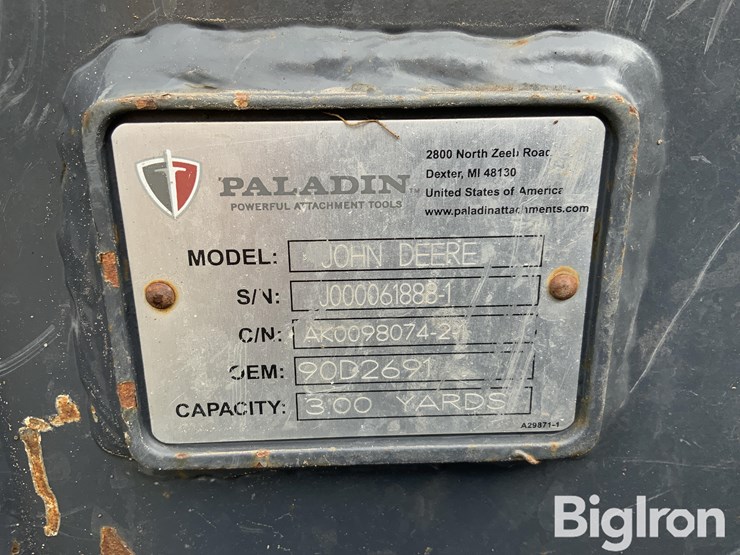 PALADIN™
POWERFUL ATTACHMENT TOOLS
2800 North Zeeb Road
Dexter, MI 48130
United States of America
www.paladinattachments.com
MODEL: JOHN DEERE
S/N: J000061888-1
C/N: AK0098074-2
OEM: 90D2691
CAPACITY: 3.00 YARDS
A29871-1
BigIron